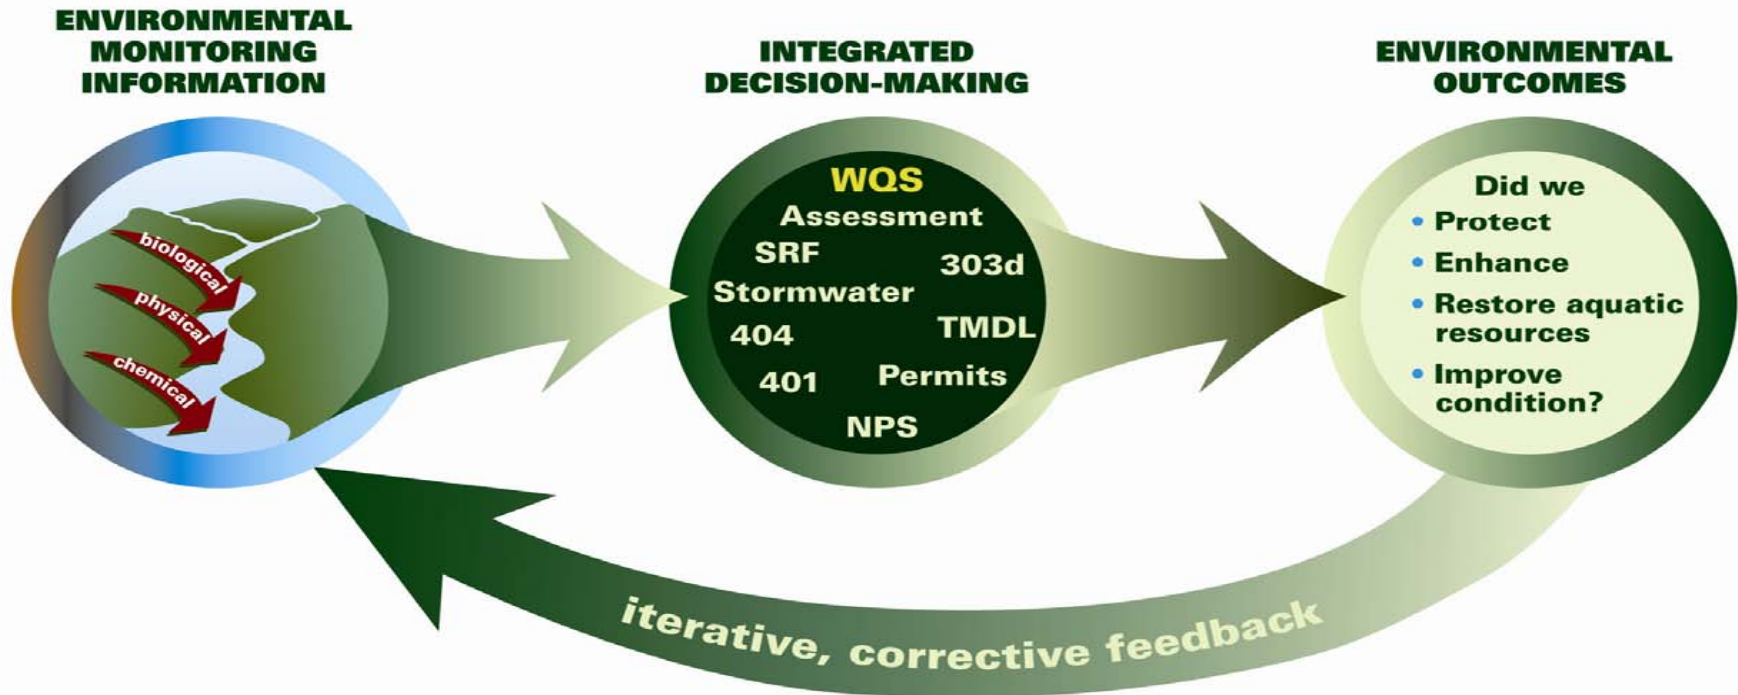 ENVIRONMENTAL
MONITORING
INFORMATION
biological
physical
chemical
INTEGRATED
DECISION-MAKING
WQS
Assessment
SRF
303d
Stormwater
404
TMDL
401
Permits
NPS
ENVIRONMENTAL
OUTCOMES
Did we
• Protect
• Enhance
• Restore aquatic
resources
• Improve
condition?
iterative, corrective feedback